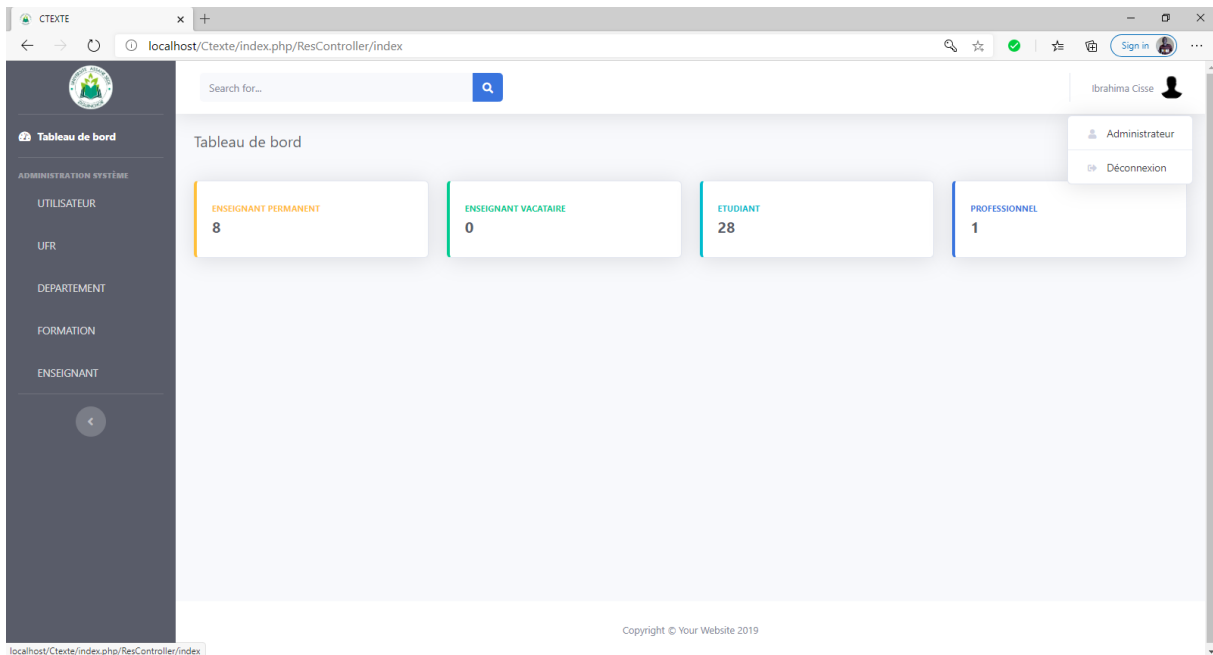 CTEXTE
localhost/Ctexte/index.php/ResController/index
Sign in
Search for...
Ibrahima Cisse
Administrateur
Déconnexion
Tableau de bord
ADMINISTRATION SYSTÈME
UTILISATEUR
UFR
DEPARTEMENT
FORMATION
ENSEIGNANT
Tableau de bord
ENSEIGNANT PERMANENT
8
ENSEIGNANT VACATAIRE
0
ETUDIANT
28
PROFESSIONNEL
1
Copyright © Your Website 2019
localhost/Ctexte/index.php/ResController/index